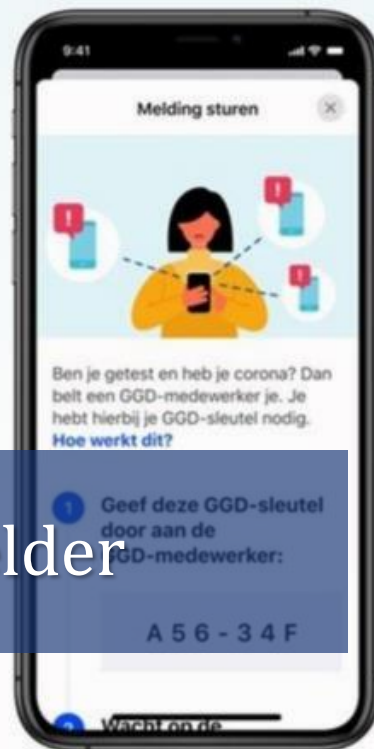 9:41
Melding sturen
Ben je getest en heb je corona? Dan
belt een GGD-medewerker je. Je
hebt hierbij je GGD-sleutel nodig.
Hoe werkt dit?
1 Geef deze GGD-sleutel
door aan de
GGD-medewerker:
lder
A56-34F
2 Wacht op de